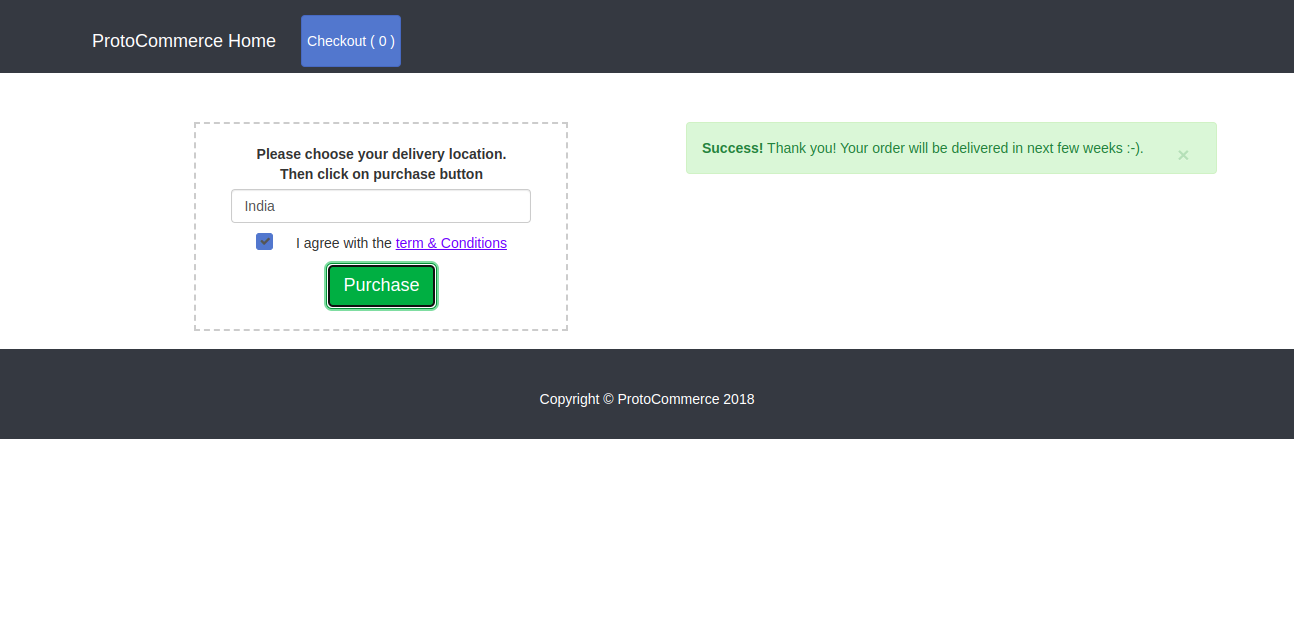 ProtoCommerce Home
Checkout ( 0 )
Please choose your delivery location.
Then click on purchase button
India
I agree with the term & Conditions
Purchase
Success! Thank you! Your order will be delivered in next few weeks :-).
×
Copyright © ProtoCommerce 2018